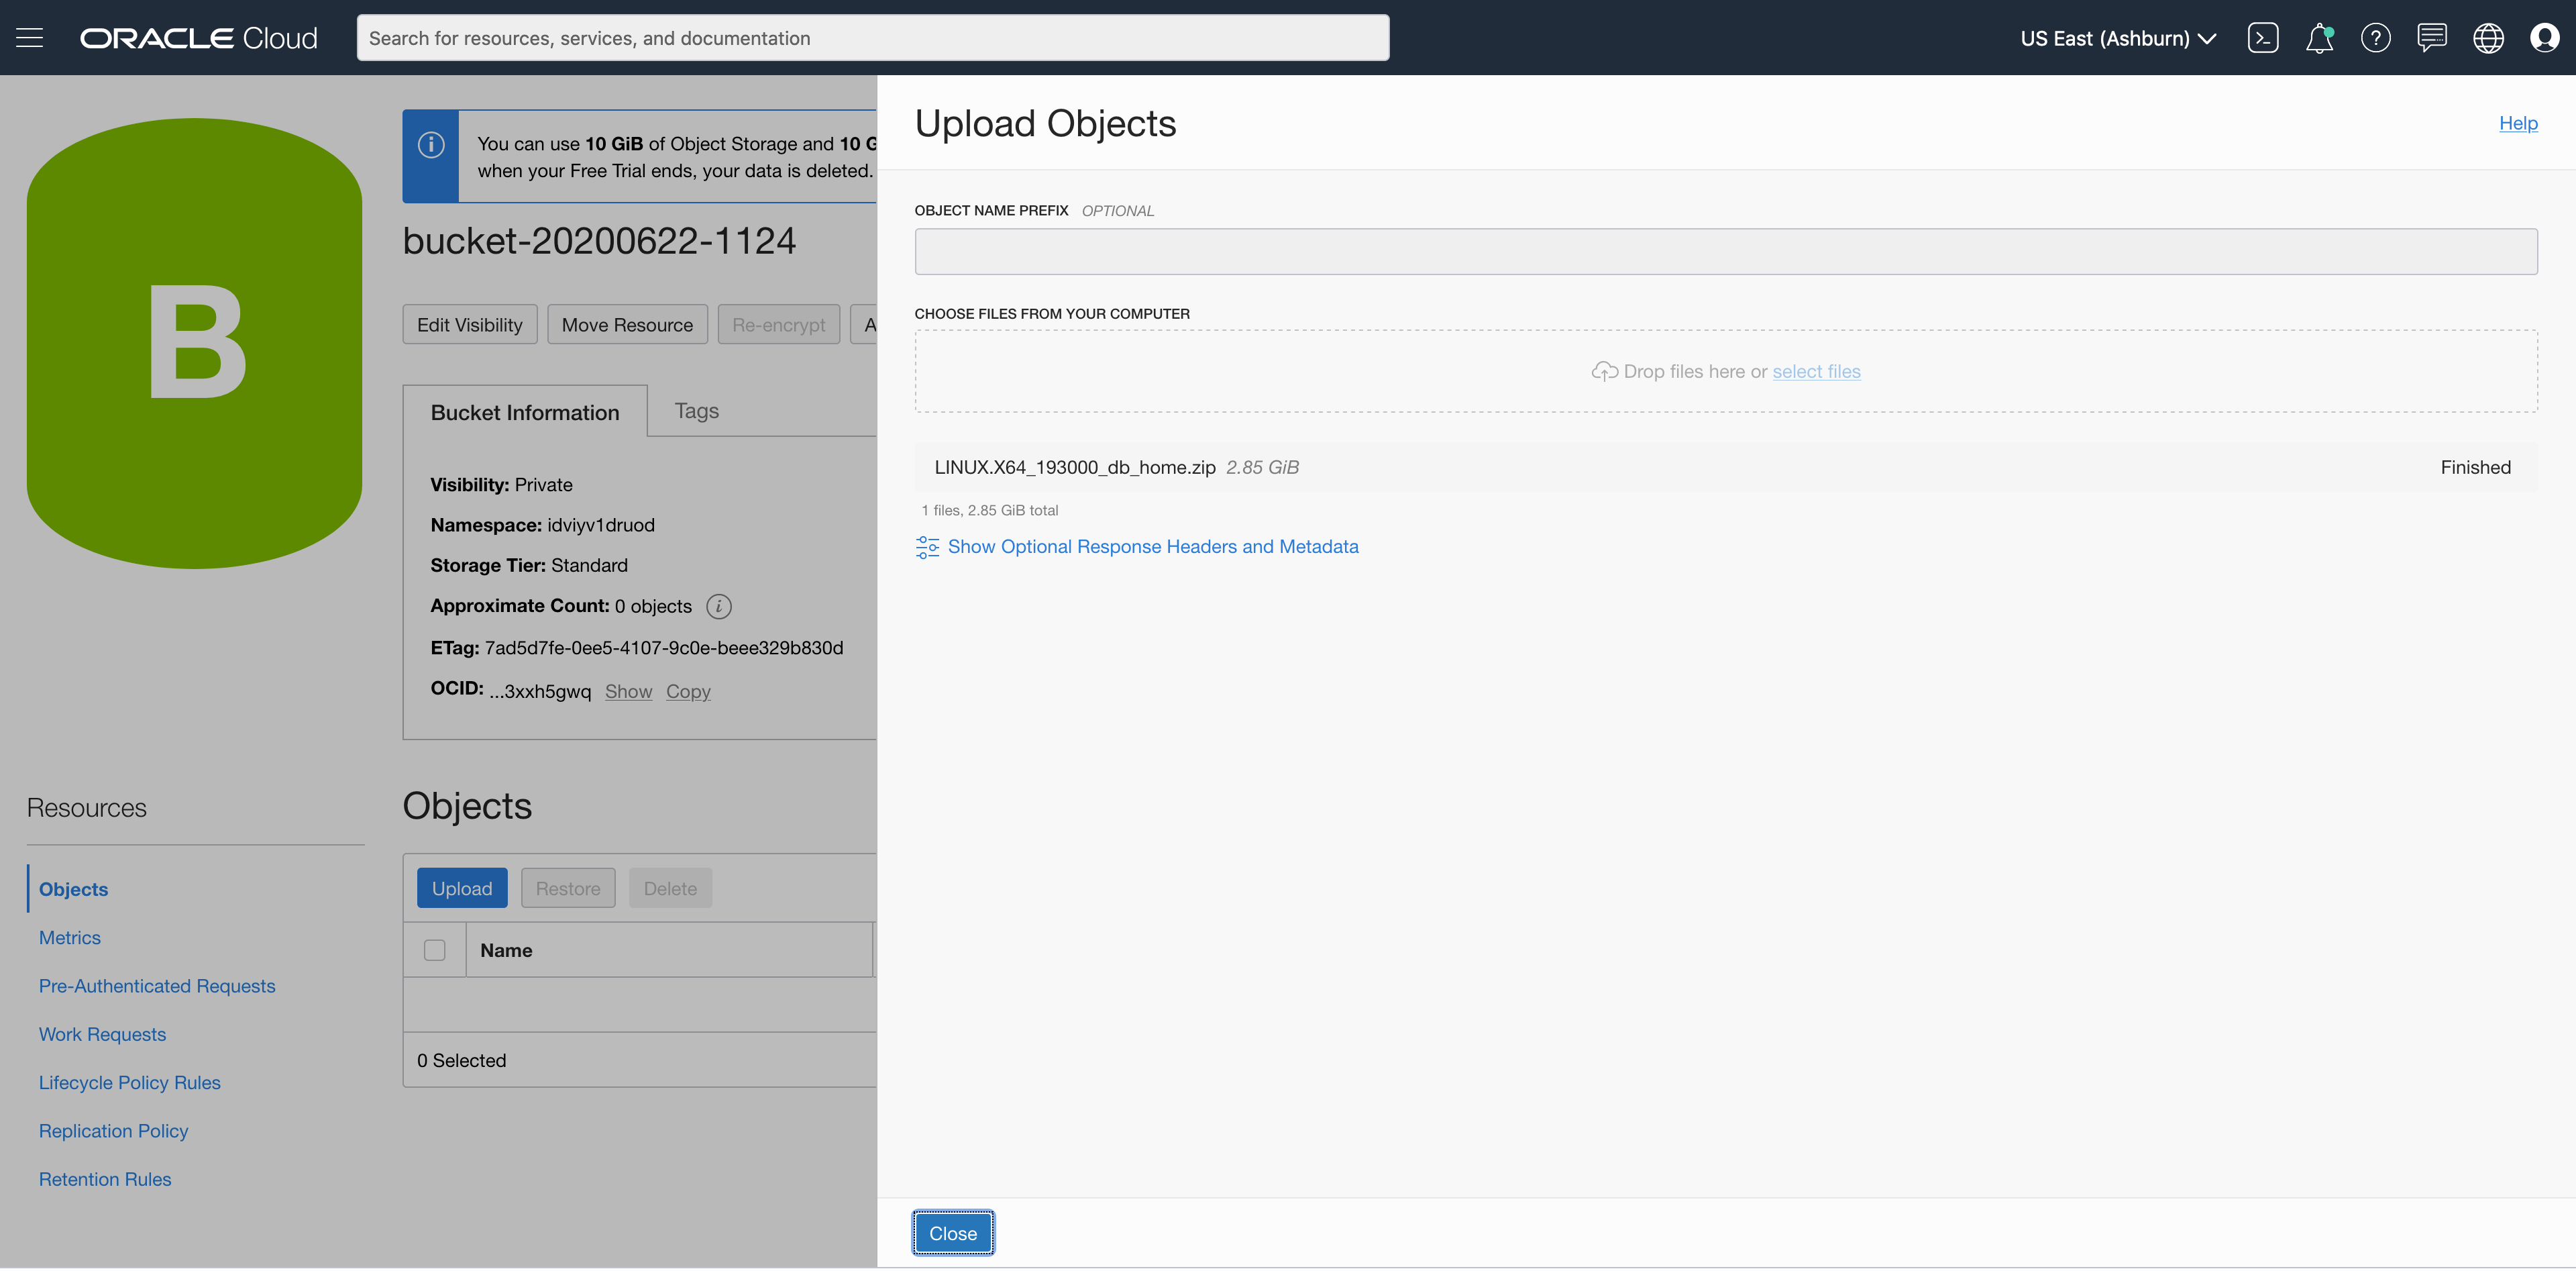 ORACLE Cloud
Search for resources, services, and documentation
US East (Ashburn)
B
You can use 10 GiB of Object Storage and 10 G
when your Free Trial ends, your data is deleted.
bucket-20200622-1124
Edit Visibility
Move Resource
Re-encrypt
A
Bucket Information
Tags
Visibility: Private
Namespace: idviyv1druod
Storage Tier: Standard
Approximate Count: 0 objects
ETag: 7ad5d7fe-0ee5-4107-9c0e-beee329b830d
OCID: ...3xxh5gwq Show Copy
Resources
Objects
Metrics
Pre-Authenticated Requests
Work Requests
Lifecycle Policy Rules
Replication Policy
Retention Rules
Objects
Upload
Restore
Delete
Name
0 Selected
Upload Objects
Help
OBJECT NAME PREFIX OPTIONAL
CHOOSE FILES FROM YOUR COMPUTER
Drop files here or select files
LINUX.X64_193000_db_home.zip 2.85 GiB
Finished
1 files, 2.85 GiB total
Show Optional Response Headers and Metadata
Close